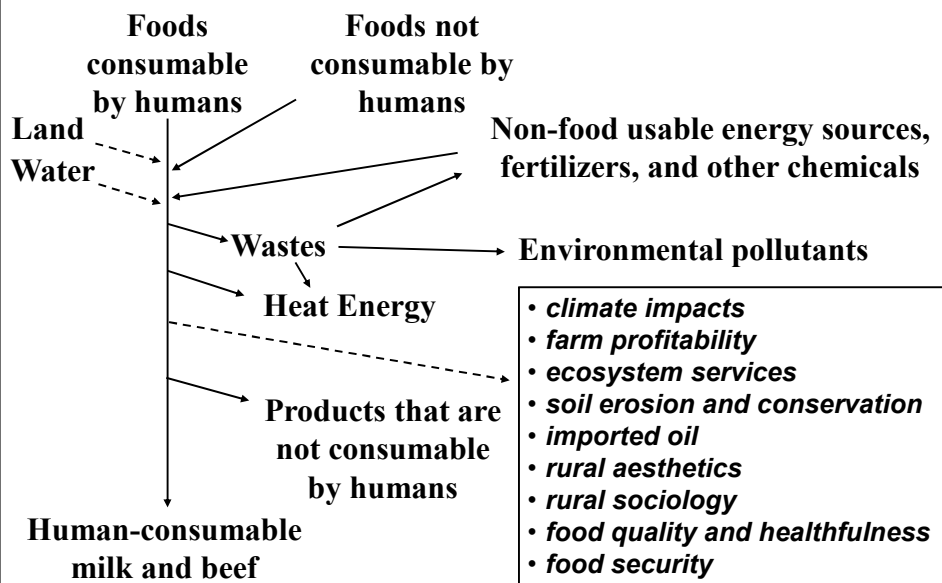 Foods
consumable
by humans
Foods not
consumable by
humans
Land
Water
Non-food usable energy sources,
fertilizers, and other chemicals
Wastes
Environmental pollutants
Heat Energy
• climate impacts
• farm profitability
• ecosystem services
• soil erosion and conservation
• imported oil
• rural aesthetics
• rural sociology
• food quality and healthfulness
• food security
Products that are
not consumable
by humans
Human-consumable
milk and beef